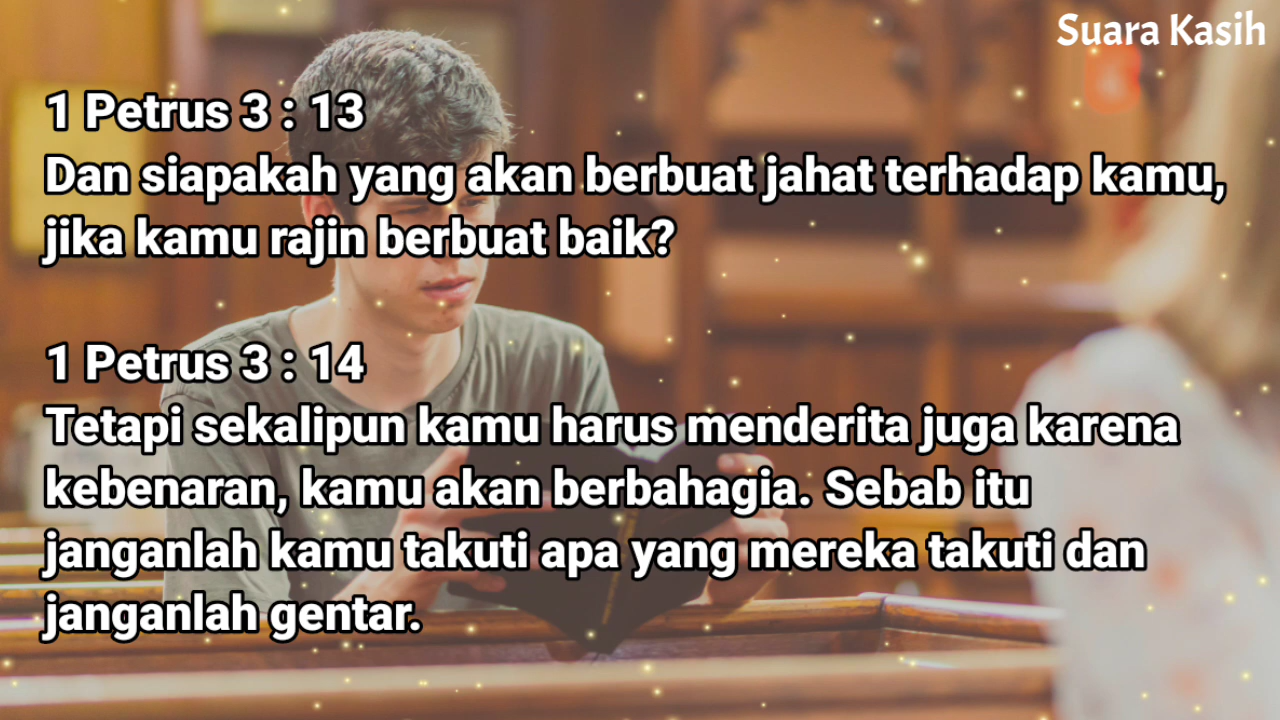 Suara Kasih
1 Petrus 3 : 13
Dan siapakah yang akan berbuat jahat terhadap kamu,
jika kamu rajin berbuat baik?
1 Petrus 3 : 14
Tetapi sekalipun kamu harus menderita juga karena
kebenaran, kamu akan berbahagia. Sebab itu
janganlah kamu takuti apa yang mereka takuti dan
janganlah gentar.